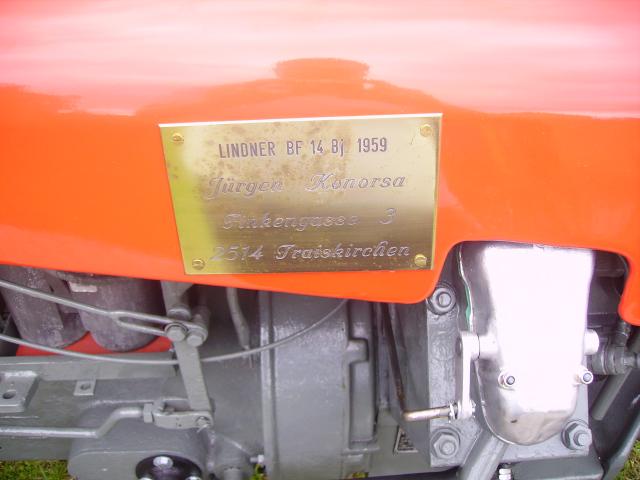 LINDNER BF 14 Bj. 1959
Jürgen Konorsa
Finkengasse 3
2514 Traiskirchen